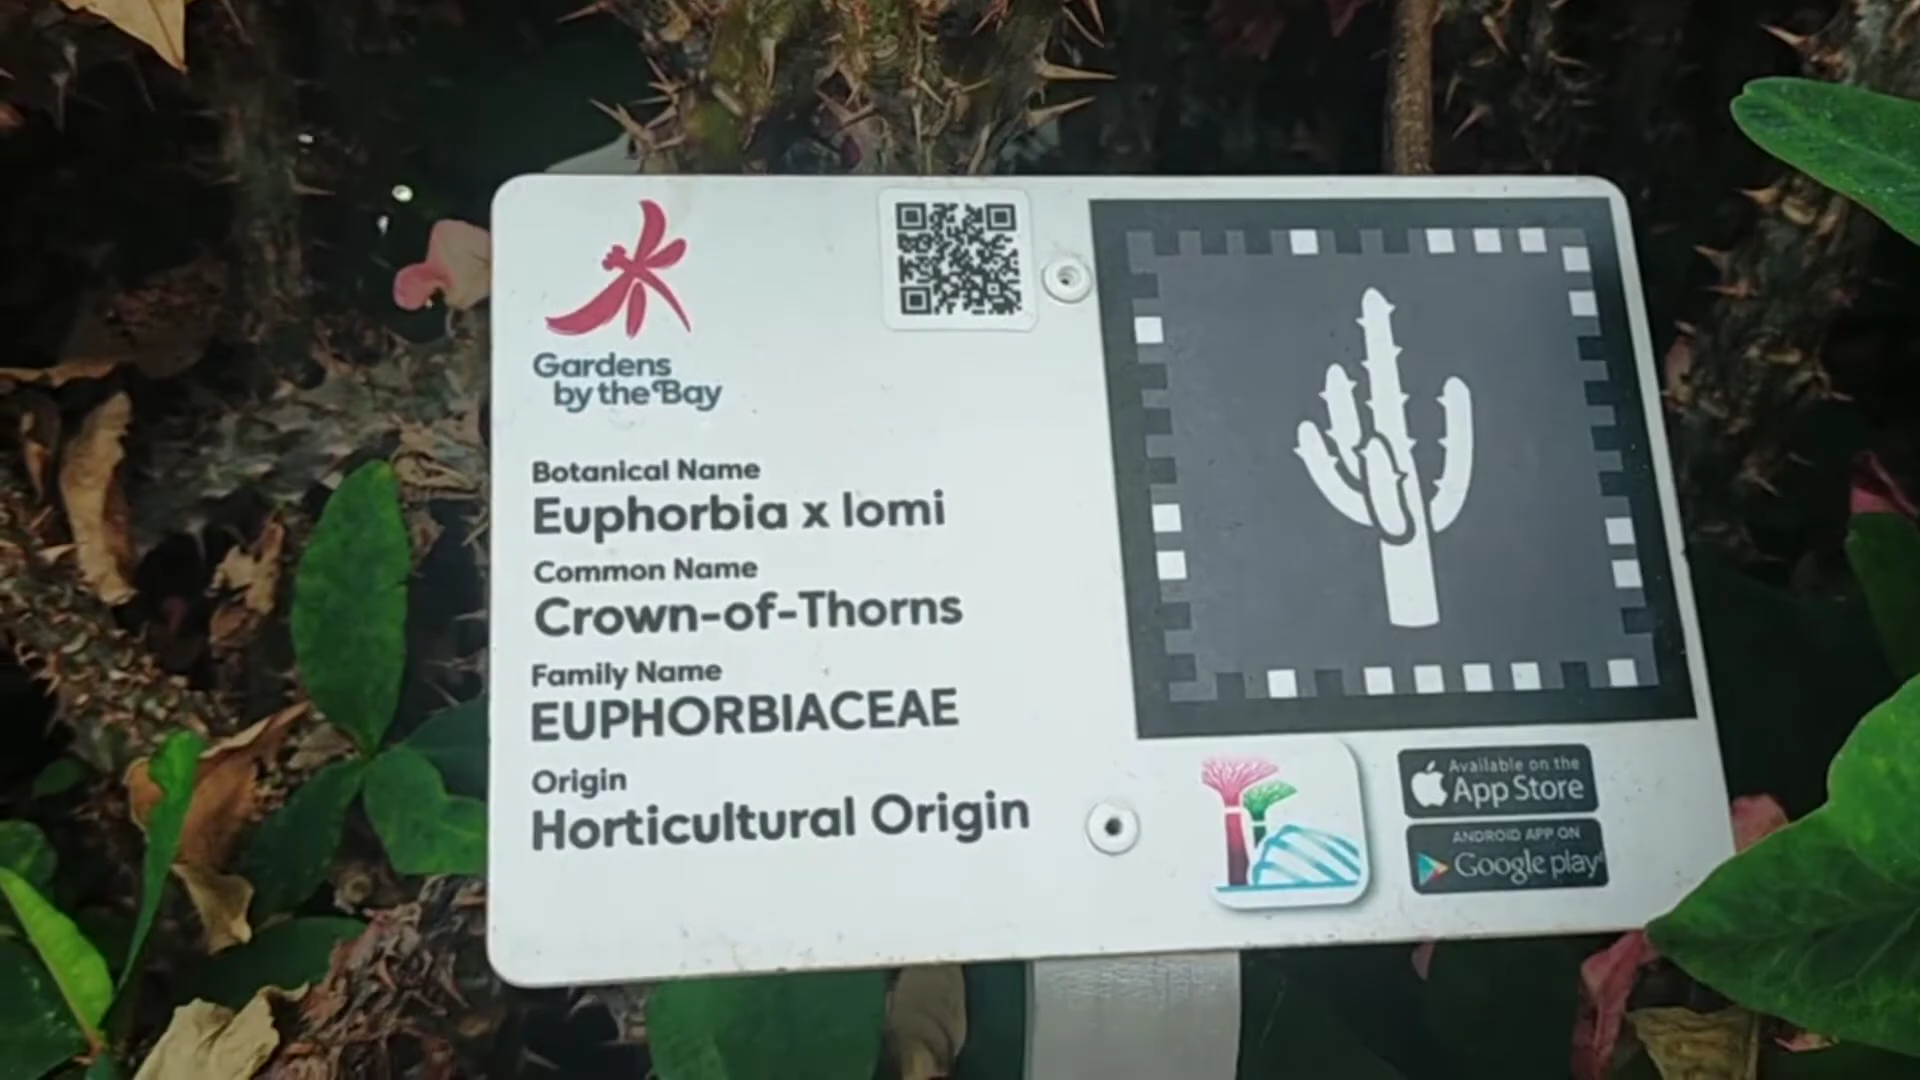 Gardens
by the Bay
Botanical Name
Euphorbia x lomi
Common Name
Crown-of-Thorns
Family Name
EUPHORBIACEAE
Origin
Horticultural Origin
Available on the
App Store
ANDROID APP ON
Google play